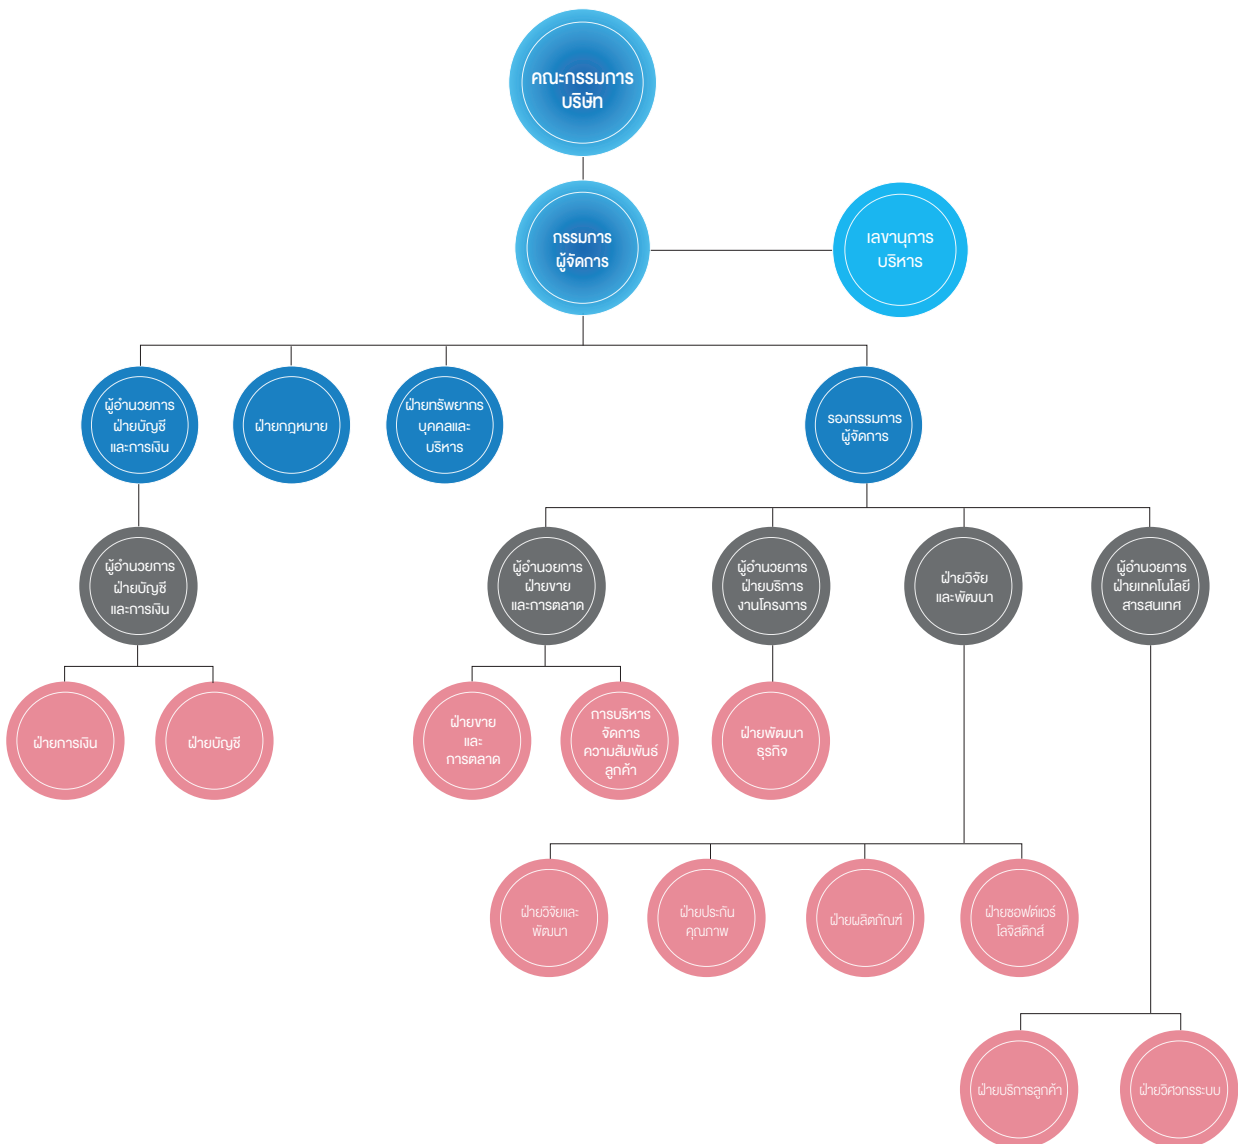 คณะกรรมการ
บริษัท
กรรมการ
ผู้จัดการ
เลขานุการ
บริหาร
ผู้อำนวยการ
ฝ่ายบัญชี
และการเงิน
ฝ่ายกฎหมาย
ฝ่ายทรัพยากร
บุคคลและ
บริหาร
รองกรรมการ
ผู้จัดการ
ผู้อำนวยการ
ฝ่ายบัญชี
และการเงิน
ผู้อำนวยการ
ฝ่ายขาย
และการตลาด
ผู้อำนวยการ
ฝ่ายบริการ
งานโครงการ
ฝ่ายวิจัย
และพัฒนา
ผู้อำนวยการ
ฝ่ายเทคโนโลยี
สารสนเทศ
ฝ่ายการเงิน
ฝ่ายบัญชี
ฝ่ายขาย
และ
การตลาด
การบริหาร
จัดการ
ความสัมพันธ์
ลูกค้า
ฝ่ายพัฒนา
ธุรกิจ
ฝ่ายวิจัยและ
พัฒนา
ฝ่ายประกัน
คุณภาพ
ฝ่ายผลิตภัณฑ์
ฝ่ายซอฟต์แวร์
โลจิสติกส์
ฝ่ายบริการลูกค้า
ฝ่ายวิศวกรระบบ